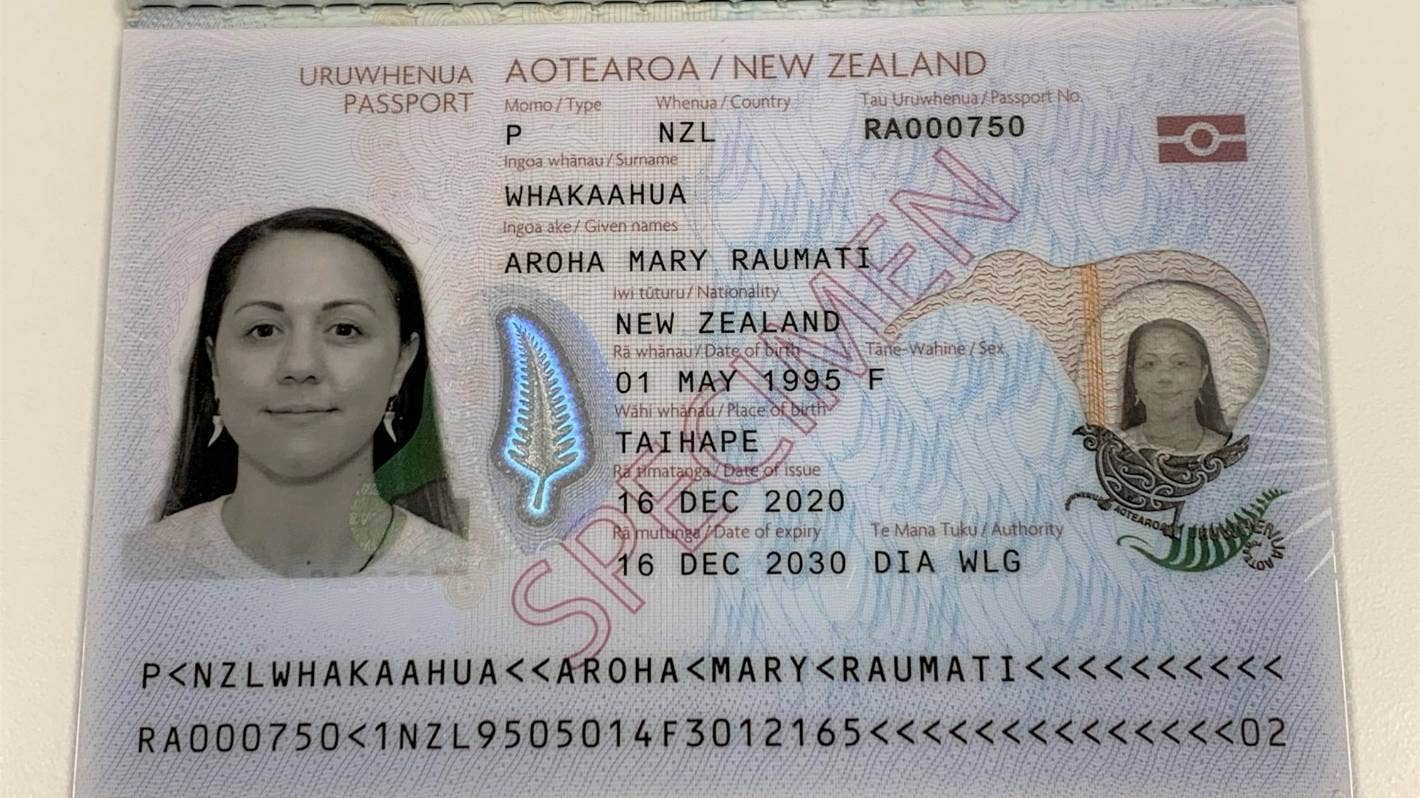 URUWHENUA AOTEAROA / NEW ZEALAND
PASSPORT
Momo / Type Whenua / Country Tau Uruwhenua / Passport No.
P NZL RA000750
Ingoa whānau / Surname
WHAKAAHUA
Ingoa ake / Given names
AROHA MARY RAUMATI
Iwi tūturu / Nationality
NEW ZEALAND
Rā whānau / Date of birth Tāne-Wahine / Sex
01 MAY 1995 F
Wāhi whānau / Place of birth
TAIHAPE
Rā tīmatanga / Date of issue
16 DEC 2020
Rā mutunga / Date of expiry Te Mana Tuku / Authority
16 DEC 2030 DIA WLG
SPECIMEN
AOTEAROA
P<NZLWHAKAAHUA<<AROHA<MARY<RAUMATI<<<<<<<<<<
RA000750<1NZL9505014F3012165<<<<<<<<<<<<<<02